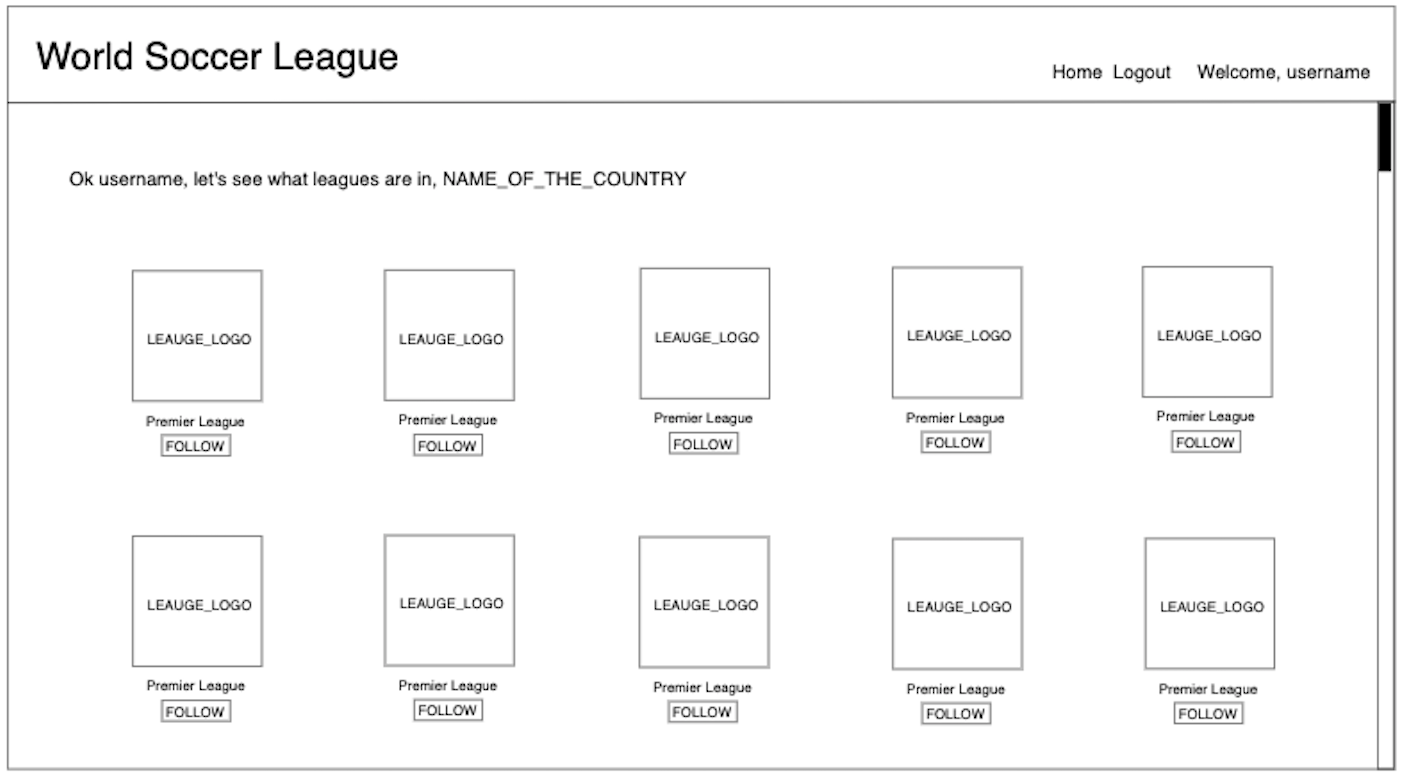 World Soccer League
Home Logout Welcome, username
Ok username, let's see what leagues are in, NAME_OF_THE_COUNTRY
LEAUGE_LOGO LEAUGE_LOGO LEAUGE_LOGO LEAUGE_LOGO LEAUGE_LOGO
Premier League Premier League Premier League Premier League Premier League
FOLLOW FOLLOW FOLLOW FOLLOW FOLLOW
LEAUGE_LOGO LEAUGE_LOGO LEAUGE_LOGO LEAUGE_LOGO LEAUGE_LOGO
Premier League Premier League Premier League Premier League Premier League
FOLLOW FOLLOW FOLLOW FOLLOW FOLLOW